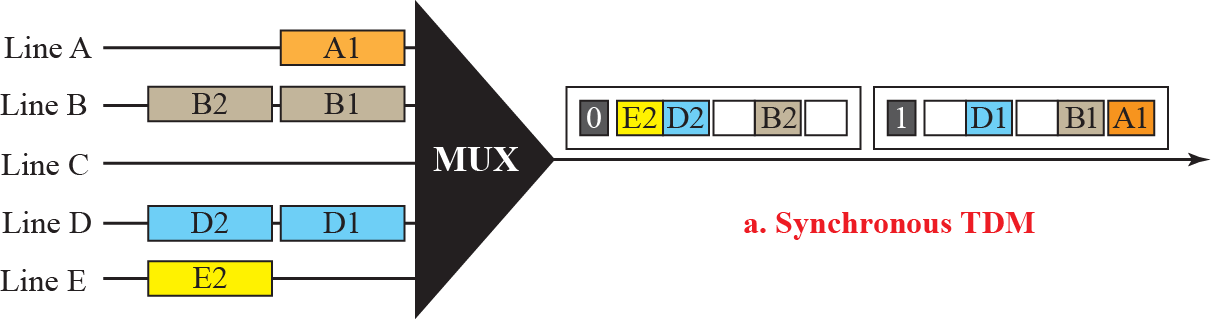 Line A A1
Line B B2 B1
Line C
Line D D2 D1
Line E E2
MUX
0 E2 D2 B2 1 D1 B1 A1
a. Synchronous TDM